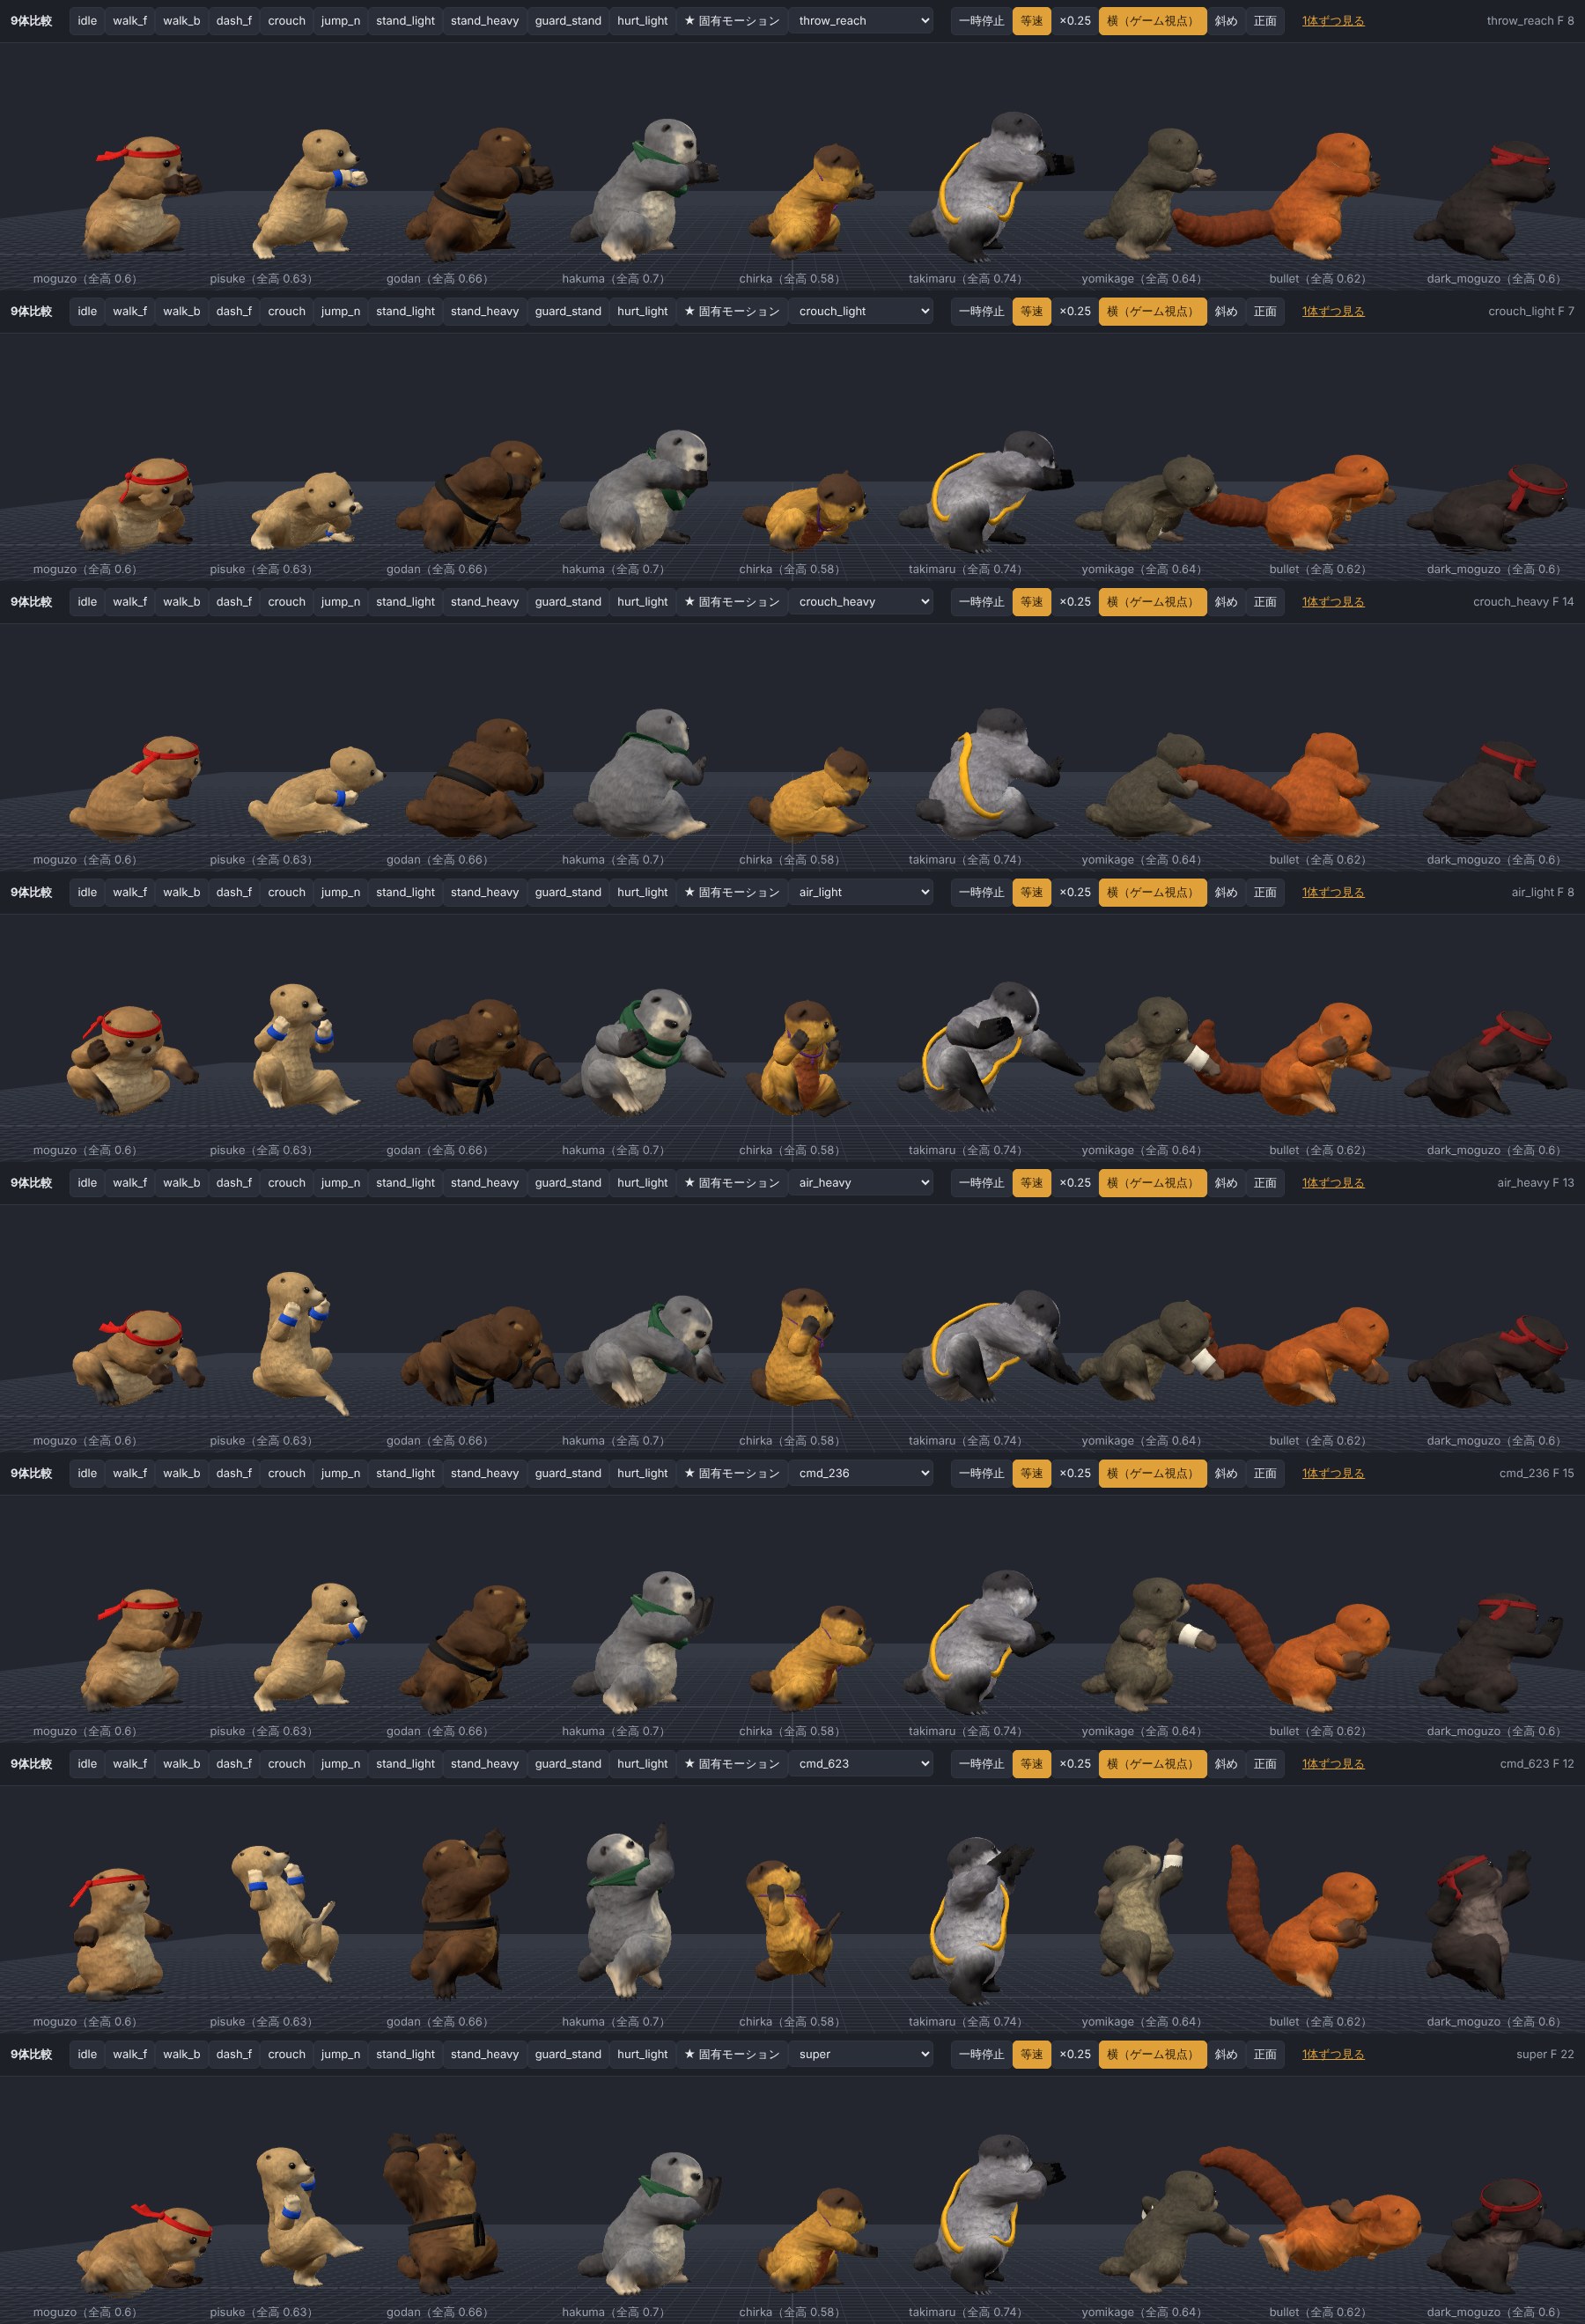 9体比較 idle walk_f walk_b dash_f crouch jump_n stand_light stand_heavy guard_stand hurt_light ★ 固有モーション throw_reach 一時停止 等速 ×0.25 横（ゲーム視点） 斜め 正面 1体ずつ見る throw_reach F 8
moguzo（全高 0.6） pisuke（全高 0.63） godan（全高 0.66） hakuma（全高 0.7） chirka（全高 0.58） takimaru（全高 0.74） yomikage（全高 0.64） bullet（全高 0.62） dark_moguzo（全高 0.6）
9体比較 idle walk_f walk_b dash_f crouch jump_n stand_light stand_heavy guard_stand hurt_light ★ 固有モーション crouch_light 一時停止 等速 ×0.25 横（ゲーム視点） 斜め 正面 1体ずつ見る crouch_light F 7
moguzo（全高 0.6） pisuke（全高 0.63） godan（全高 0.66） hakuma（全高 0.7） chirka（全高 0.58） takimaru（全高 0.74） yomikage（全高 0.64） bullet（全高 0.62） dark_moguzo（全高 0.6）
9体比較 idle walk_f walk_b dash_f crouch jump_n stand_light stand_heavy guard_stand hurt_light ★ 固有モーション crouch_heavy 一時停止 等速 ×0.25 横（ゲーム視点） 斜め 正面 1体ずつ見る crouch_heavy F 14
moguzo（全高 0.6） pisuke（全高 0.63） godan（全高 0.66） hakuma（全高 0.7） chirka（全高 0.58） takimaru（全高 0.74） yomikage（全高 0.64） bullet（全高 0.62） dark_moguzo（全高 0.6）
9体比較 idle walk_f walk_b dash_f crouch jump_n stand_light stand_heavy guard_stand hurt_light ★ 固有モーション air_light 一時停止 等速 ×0.25 横（ゲーム視点） 斜め 正面 1体ずつ見る air_light F 8
moguzo（全高 0.6） pisuke（全高 0.63） godan（全高 0.66） hakuma（全高 0.7） chirka（全高 0.58） takimaru（全高 0.74） yomikage（全高 0.64） bullet（全高 0.62） dark_moguzo（全高 0.6）
9体比較 idle walk_f walk_b dash_f crouch jump_n stand_light stand_heavy guard_stand hurt_light ★ 固有モーション air_heavy 一時停止 等速 ×0.25 横（ゲーム視点） 斜め 正面 1体ずつ見る air_heavy F 13
moguzo（全高 0.6） pisuke（全高 0.63） godan（全高 0.66） hakuma（全高 0.7） chirka（全高 0.58） takimaru（全高 0.74） yomikage（全高 0.64） bullet（全高 0.62） dark_moguzo（全高 0.6）
9体比較 idle walk_f walk_b dash_f crouch jump_n stand_light stand_heavy guard_stand hurt_light ★ 固有モーション cmd_236 一時停止 等速 ×0.25 横（ゲーム視点） 斜め 正面 1体ずつ見る cmd_236 F 15
moguzo（全高 0.6） pisuke（全高 0.63） godan（全高 0.66） hakuma（全高 0.7） chirka（全高 0.58） takimaru（全高 0.74） yomikage（全高 0.64） bullet（全高 0.62） dark_moguzo（全高 0.6）
9体比較 idle walk_f walk_b dash_f crouch jump_n stand_light stand_heavy guard_stand hurt_light ★ 固有モーション cmd_623 一時停止 等速 ×0.25 横（ゲーム視点） 斜め 正面 1体ずつ見る cmd_623 F 12
moguzo（全高 0.6） pisuke（全高 0.63） godan（全高 0.66） hakuma（全高 0.7） chirka（全高 0.58） takimaru（全高 0.74） yomikage（全高 0.64） bullet（全高 0.62） dark_moguzo（全高 0.6）
9体比較 idle walk_f walk_b dash_f crouch jump_n stand_light stand_heavy guard_stand hurt_light ★ 固有モーション super 一時停止 等速 ×0.25 横（ゲーム視点） 斜め 正面 1体ずつ見る super F 22
moguzo（全高 0.6） pisuke（全高 0.63） godan（全高 0.66） hakuma（全高 0.7） chirka（全高 0.58） takimaru（全高 0.74） yomikage（全高 0.64） bullet（全高 0.62） dark_moguzo（全高 0.6）